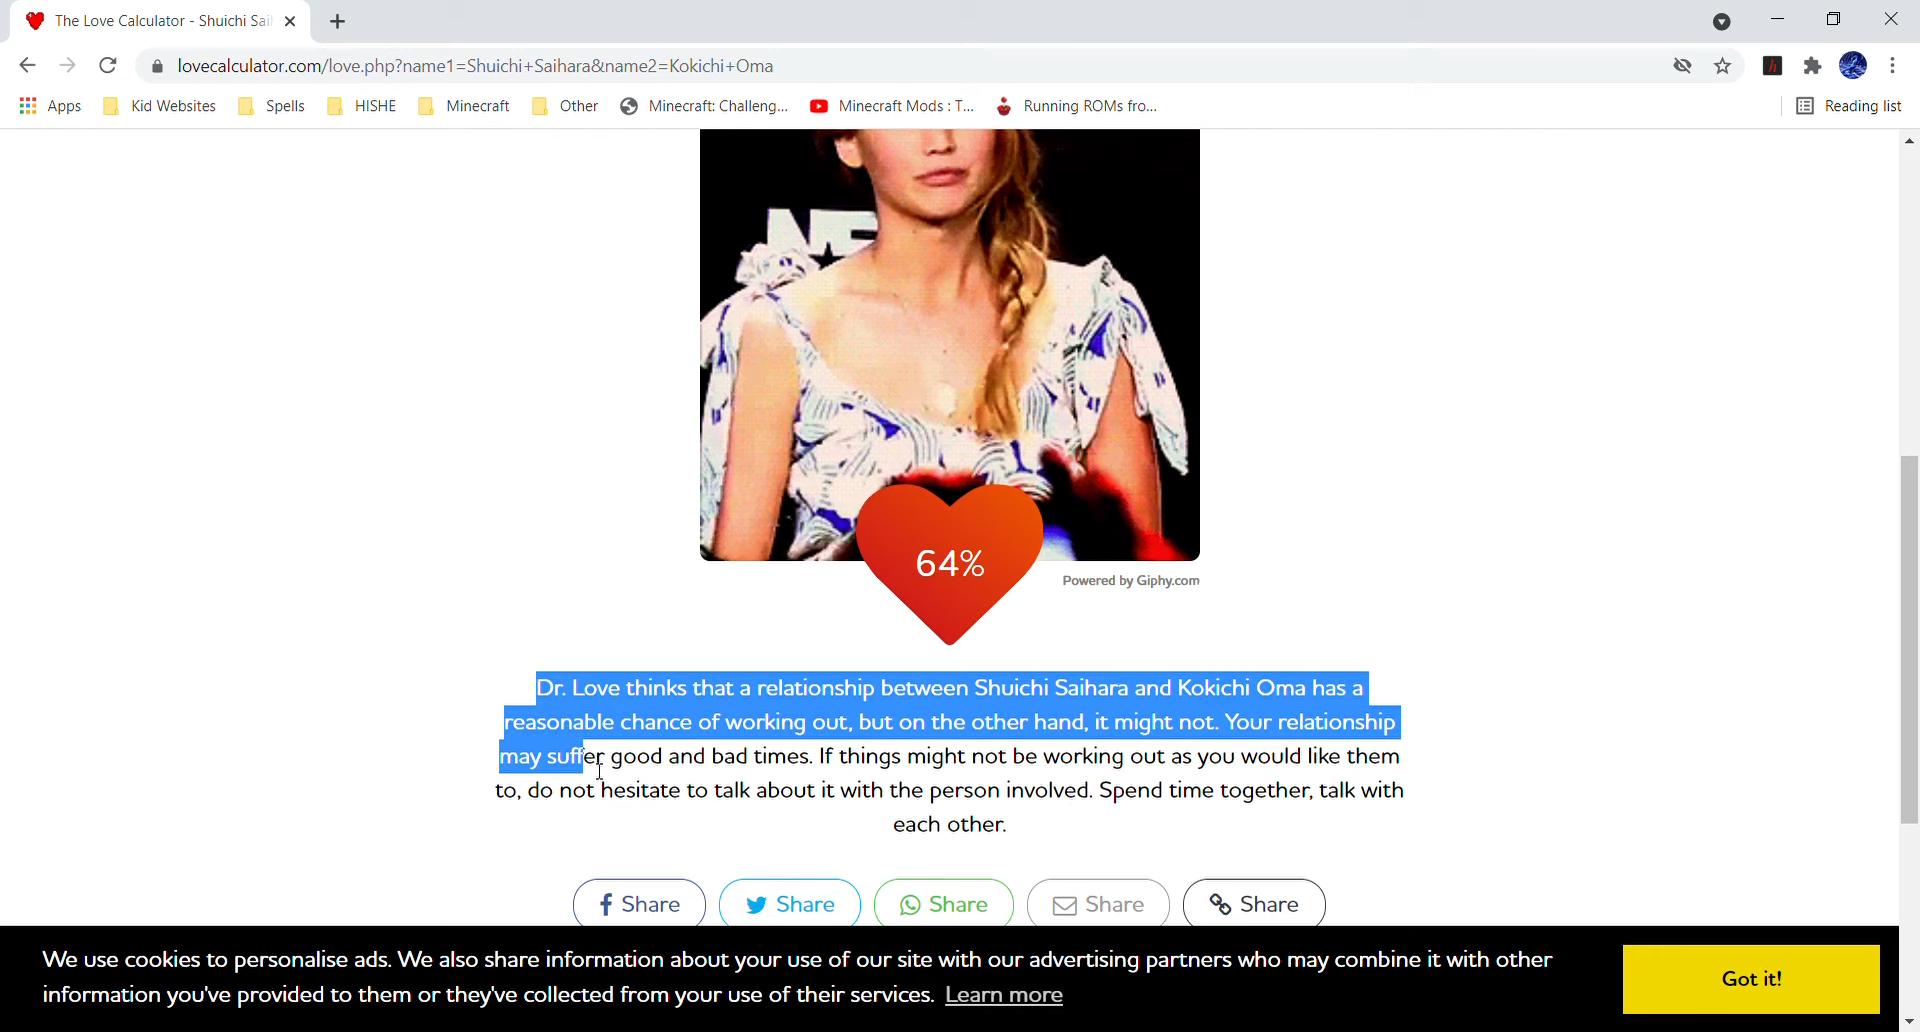 The Love Calculator - Shuichi Sai
lovecalculator.com/love.php?name1=Shuichi+Saihara&name2=Kokichi+Oma
Apps Kid Websites Spells HISHE Minecraft Other Minecraft: Challeng... Minecraft Mods : T... Running ROMs fro... Reading list
64%
Powered by Giphy.com
Dr. Love thinks that a relationship between Shuichi Saihara and Kokichi Oma has a
reasonable chance of working out, but on the other hand, it might not. Your relationship
may suffer good and bad times. If things might not be working out as you would like them
to, do not hesitate to talk about it with the person involved. Spend time together, talk with
each other.
Share Share Share Share Share
We use cookies to personalise ads. We also share information about your use of our site with our advertising partners who may combine it with other
information you've provided to them or they've collected from your use of their services. Learn more
Got it!